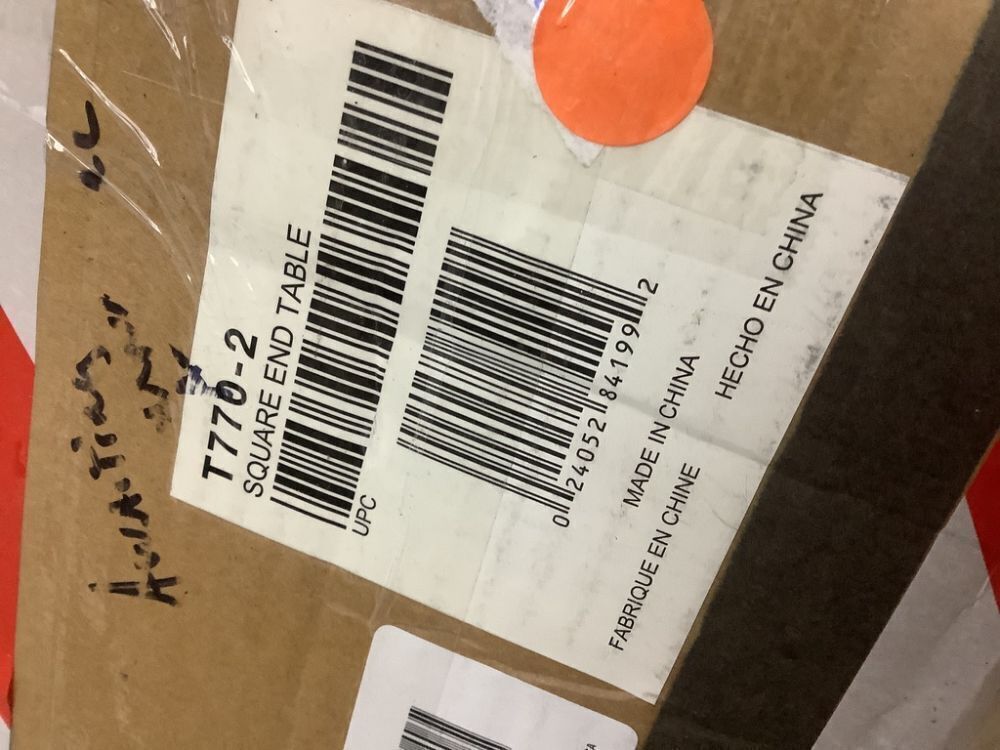 T770-2
SQUARE END TABLE
UPC
0 24052 84199 2
MADE IN CHINA
FABRIQUE EN CHINE
HECHO EN CHINA